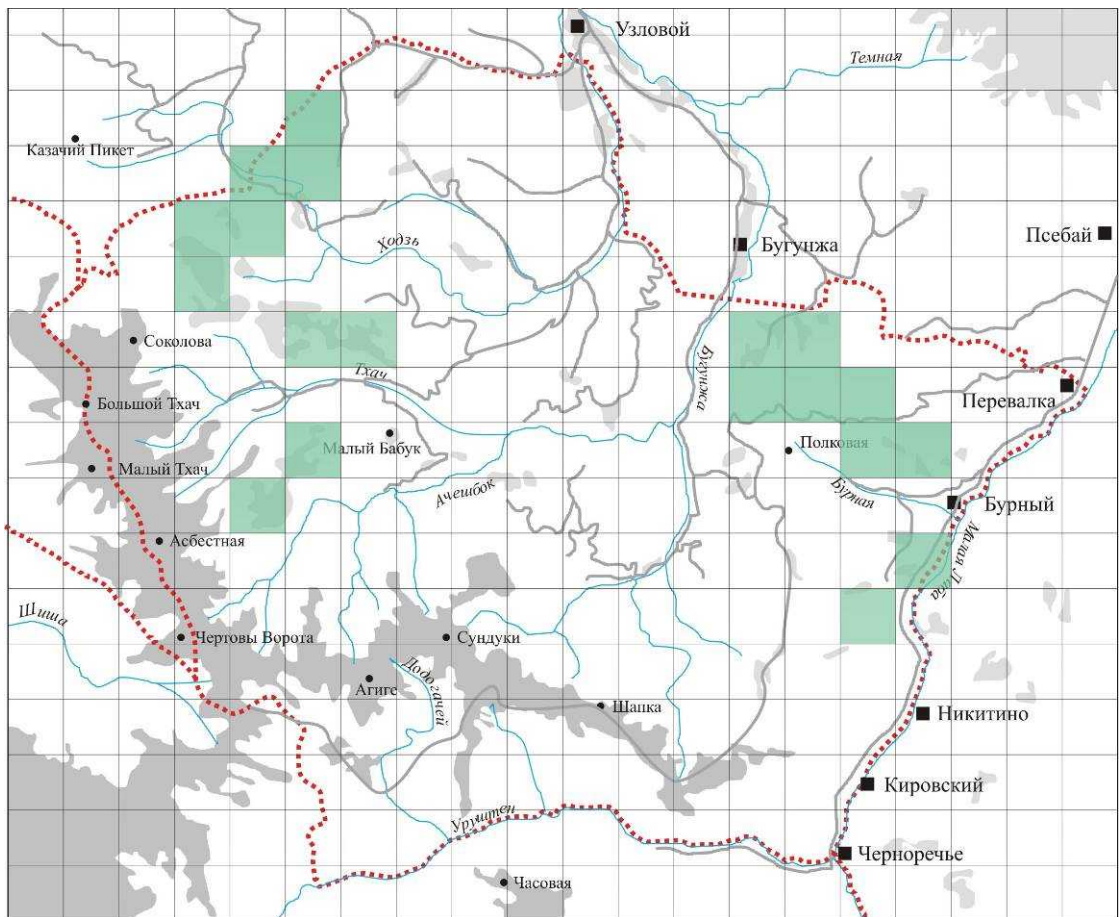 Узловой
Темная
Казачий Пикет
Псебай
Ходзь
Бугунжа
Соколова
Бугунжа
Тхач
Перевалка
Большой Тхач
Малый Бабук
Полковая
Малый Тхач
Ачешбок
Бурная
Бурный
Асбестная
Малая Лаба
Шиша
Чертовы Ворота
Сундуки
Агиге
Додогачей
Шапка
Никитино
Кировский
Уруштен
Черноречье
Часовая